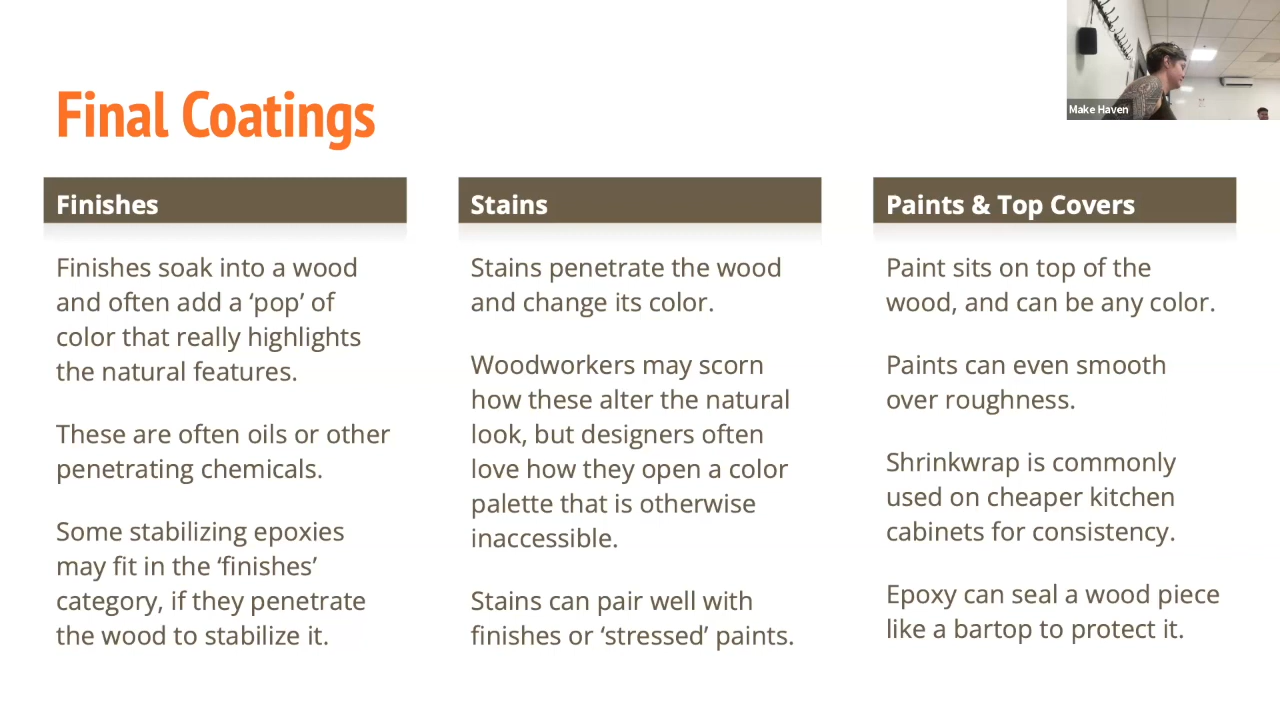 Make Haven
Final Coatings
Finishes
Finishes soak into a wood
and often add a ‘pop’ of
color that really highlights
the natural features.
These are often oils or other
penetrating chemicals.
Some stabilizing epoxies
may fit in the ‘finishes’
category, if they penetrate
the wood to stabilize it.
Stains
Stains penetrate the wood
and change its color.
Woodworkers may scorn
how these alter the natural
look, but designers often
love how they open a color
palette that is otherwise
inaccessible.
Stains can pair well with
finishes or ‘stressed’ paints.
Paints & Top Covers
Paint sits on top of the
wood, and can be any color.
Paints can even smooth
over roughness.
Shrinkwrap is commonly
used on cheaper kitchen
cabinets for consistency.
Epoxy can seal a wood piece
like a bartop to protect it.